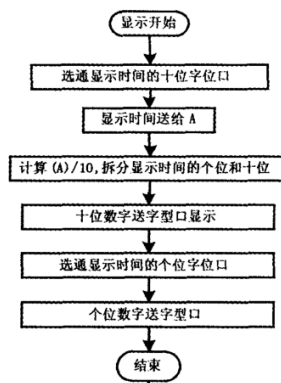 显示开始
选通显示时间的十位字位口
显示时间送给 A
计算(A)/10,拆分显示时间的个位和十位
十位数字送字型口显示
选通显示时间的个位字位口
个位数字送字型口
结束